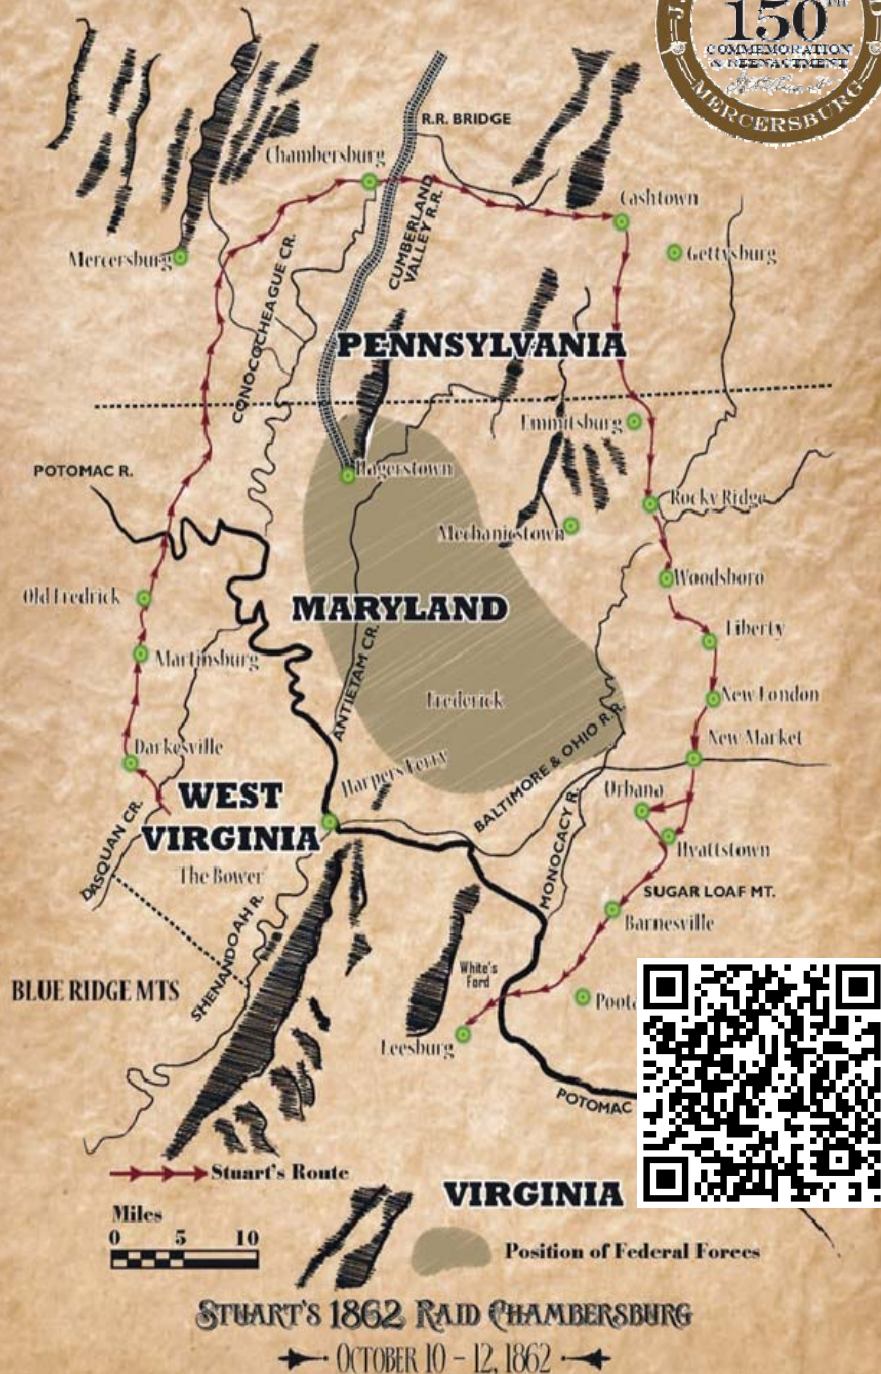 150TH
COMMEMORATION
& REENACTMENT
MERCERSBURG
R.R. BRIDGE
Chambersburg
Cashtown
CUMBERLAND
VALLEY R.R.
Mercersburg
Gettysburg
CONOCOCHEAGUE CR.
PENNSYLVANIA
Emmitsburg
POTOMAC R.
Hagerstown
Rocky Ridge
Mechanicstown
Woodsboro
Old Fredrick
MARYLAND
Liberty
Martinsburg
ANTIETAM CR.
Frederick
New London
Darkesville
New Market
Harpers Ferry
BALTIMORE & OHIO R.R.
WEST
VIRGINIA
Urbana
MONOCACY R.
Hyattstown
DASQUAN CR.
The Bower
SUGAR LOAF MT.
Barnesville
SHENANDOAH R.
White's
Ford
BLUE RIDGE MTS
Leesburg
POTOMAC
Stuart's Route
VIRGINIA
Miles
0 5 10
Position of Federal Forces
STUART'S 1862 RAID CHAMBERSBURG
OCTOBER 10 - 12, 1862